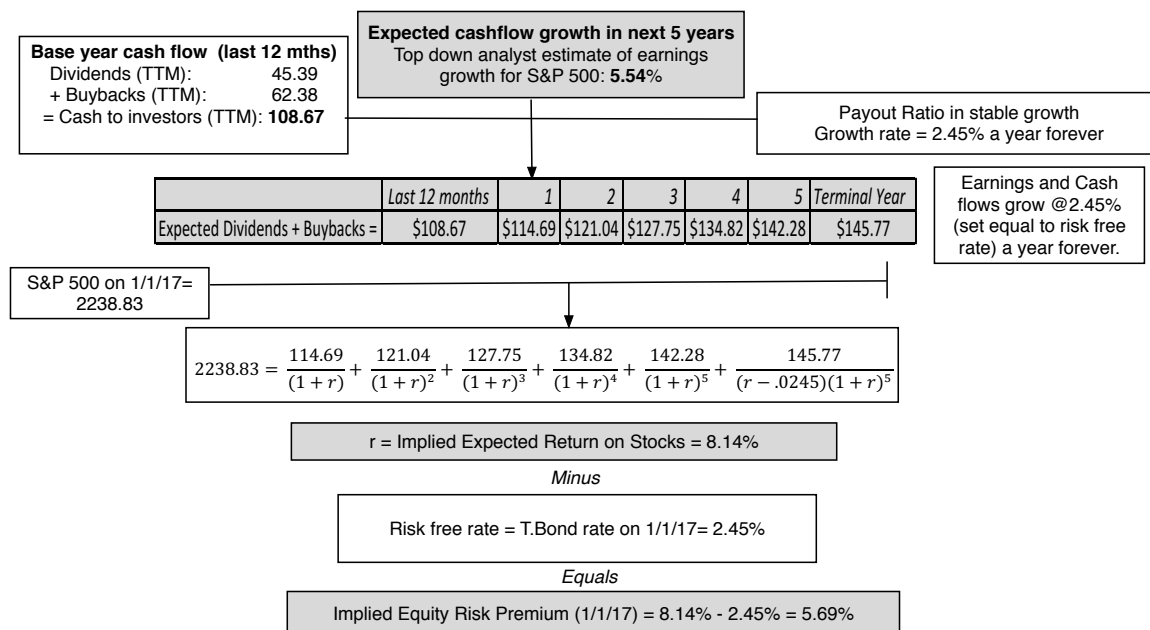 Expected cashflow growth in next 5 years
Top down analyst estimate of earnings
growth for S&P 500: 5.54%
Base year cash flow (last 12 mths)
Dividends (TTM): 45.39
+ Buybacks (TTM): 62.38
= Cash to investors (TTM): 108.67
Payout Ratio in stable growth
Growth rate = 2.45% a year forever
Last 12 months 1 2 3 4 5 Terminal Year
Expected Dividends + Buybacks = $108.67 $114.69 $121.04 $127.75 $134.82 $142.28 $145.77
Earnings and Cash
flows grow @2.45%
(set equal to risk free
rate) a year forever.
S&P 500 on 1/1/17=
2238.83
2238.83 = 114.69/(1 + r) + 121.04/(1 + r)² + 127.75/(1 + r)³ + 134.82/(1 + r)⁴ + 142.28/(1 + r)⁵ + 145.77/(r − .0245)(1 + r)⁵
r = Implied Expected Return on Stocks = 8.14%
Minus
Risk free rate = T.Bond rate on 1/1/17= 2.45%
Equals
Implied Equity Risk Premium (1/1/17) = 8.14% - 2.45% = 5.69%